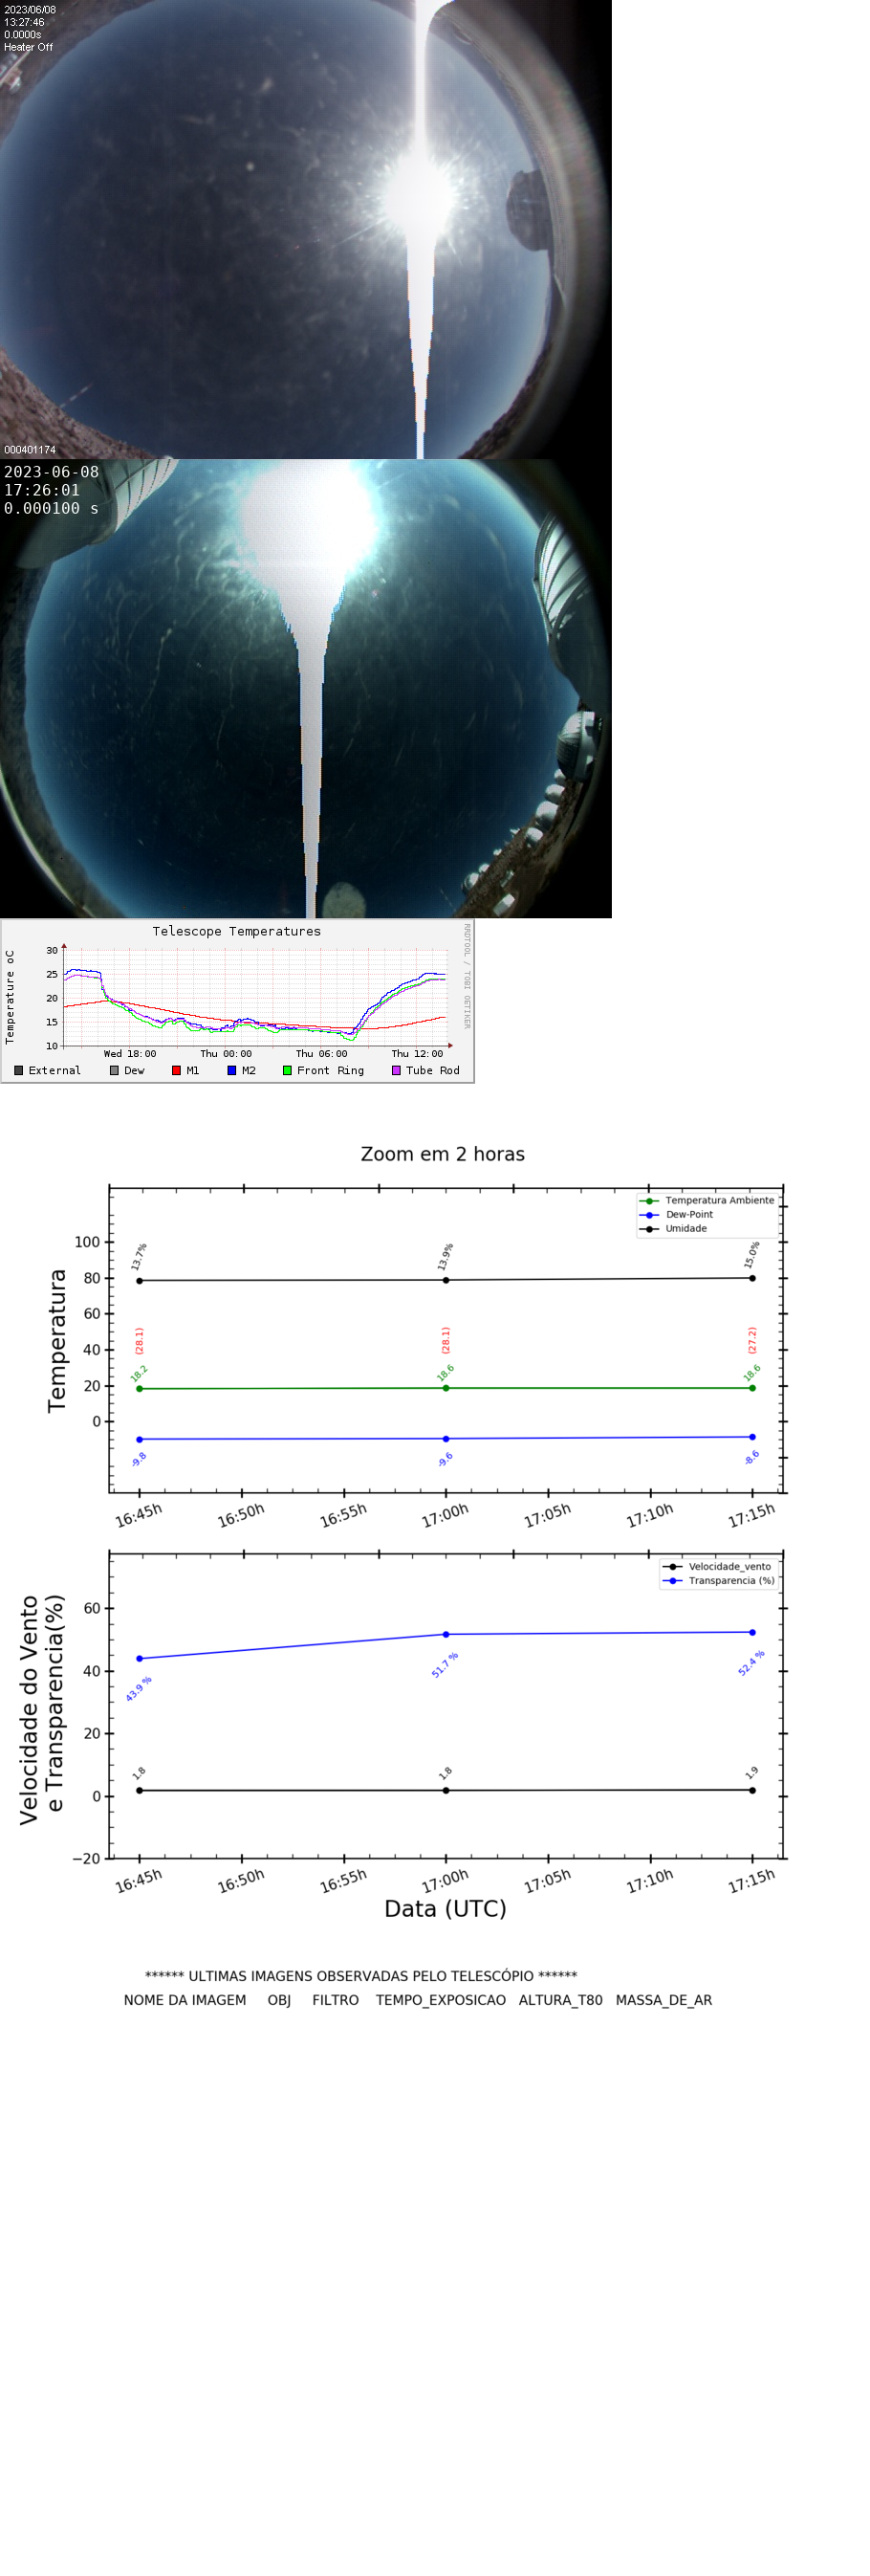 2023/06/08
13:27:46
0.0000s
Heater Off
000401174
2023-06-08
17:26:01
0.000100 s
Telescope Temperatures
RRDTOOL / TOBI OETIKER
Temperature oC
30
25
20
15
10
Wed 18:00 Thu 00:00 Thu 06:00 Thu 12:00
External Dew M1 M2 Front Ring Tube Rod
Zoom em 2 horas
Temperatura Ambiente
Dew-Point
Umidade
Temperatura
100
80
60
40
20
0
13.7% 13.9% 15.0%
(28.1) (28.1) (27.2)
18.2 18.6 18.6
-9.8 -9.6 -8.6
16:45h 16:50h 16:55h 17:00h 17:05h 17:10h 17:15h
Velocidade_vento
Transparencia (%)
Velocidade do Vento
e Transparencia(%)
60
40
20
0
−20
43.9 % 51.7 % 52.4 %
1.8 1.8 1.9
16:45h 16:50h 16:55h 17:00h 17:05h 17:10h 17:15h
Data (UTC)
****** ULTIMAS IMAGENS OBSERVADAS PELO TELESCÓPIO ******
NOME DA IMAGEM OBJ FILTRO TEMPO_EXPOSICAO ALTURA_T80 MASSA_DE_AR